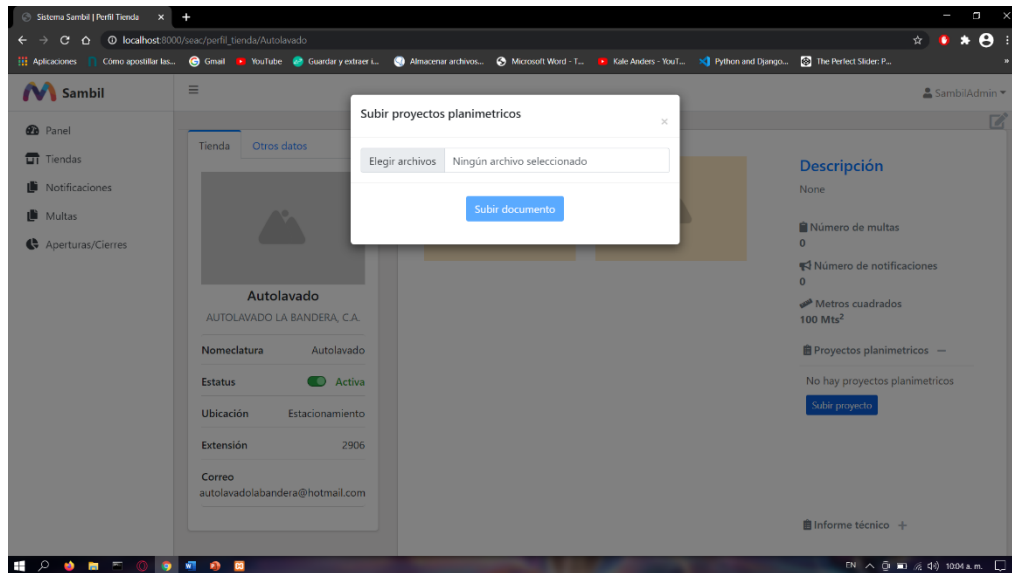 Sistema Sambil | Perfil Tienda
localhost:8000/seac/perfil_tienda/Autolavado
Aplicaciones Cómo apostillar las... Gmail YouTube Guardar y extraer i... Almacenar archivos... Microsoft Word - T... Kale Anders - YouT... Python and Django... The Perfect Slider: P... »
Sambil
SambilAdmin
Panel
Tiendas
Notificaciones
Multas
Aperturas/Cierres
Subir proyectos planimetricos ×
Elegir archivos Ningún archivo seleccionado
Subir documento
Tienda Otros datos
Autolavado
AUTOLAVADO LA BANDERA, C.A.
Nomeclatura Autolavado
Estatus Activa
Ubicación Estacionamiento
Extensión 2906
Correo
autolavadolabandera@hotmail.com
Descripción
None
Número de multas
0
Número de notificaciones
0
Metros cuadrados
100 Mts²
Proyectos planimetricos −
No hay proyectos planimetricos
Subir proyecto
Informe técnico +
EN 10:04 a. m.